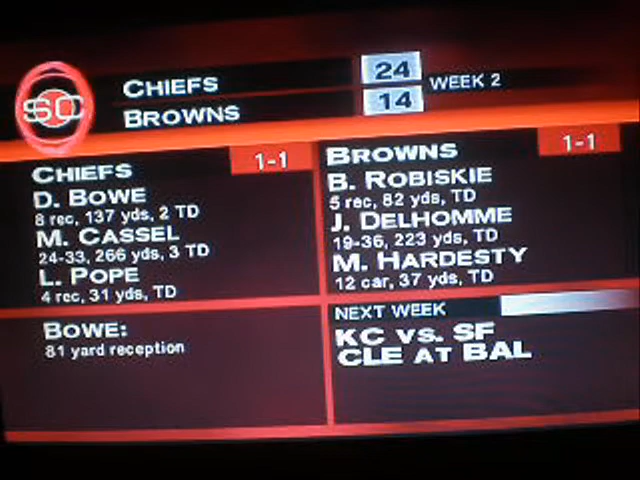 SC
CHIEFS 24
BROWNS 14
WEEK 2
CHIEFS 1-1
D. BOWE
8 rec, 137 yds, 2 TD
M. CASSEL
24-33, 266 yds, 3 TD
L. POPE
4 rec, 31 yds, TD
BROWNS 1-1
B. ROBISKIE
5 rec, 82 yds, TD
J. DELHOMME
19-36, 223 yds, TD
M. HARDESTY
12 car, 37 yds, TD
BOWE:
81 yard reception
NEXT WEEK
KC VS. SF
CLE AT BAL